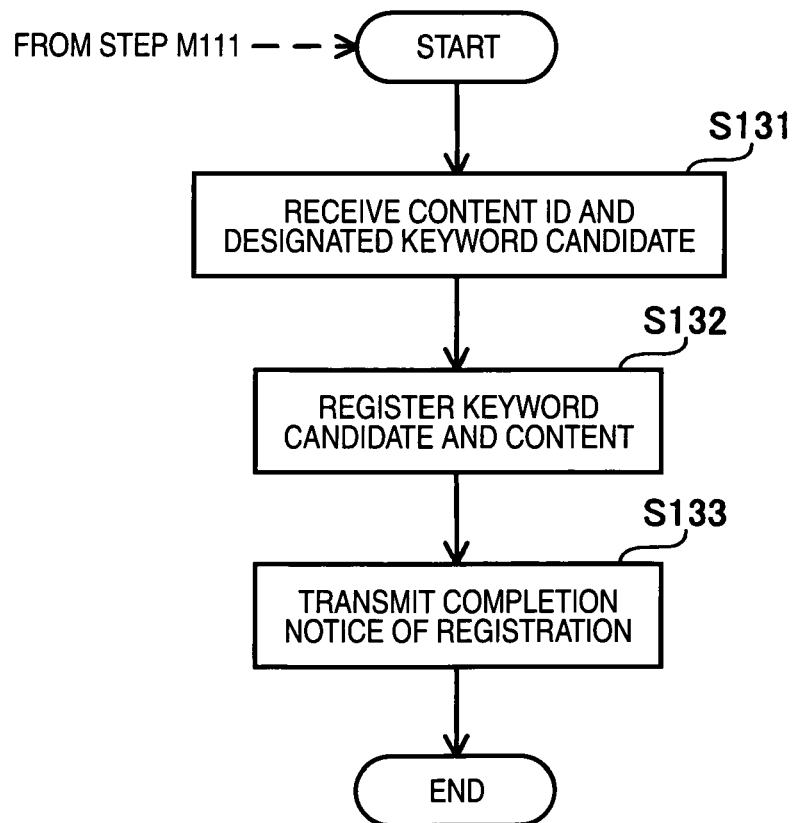 FROM STEP M111
START
S131
RECEIVE CONTENT ID AND
DESIGNATED KEYWORD CANDIDATE
S132
REGISTER KEYWORD
CANDIDATE AND CONTENT
S133
TRANSMIT COMPLETION
NOTICE OF REGISTRATION
END